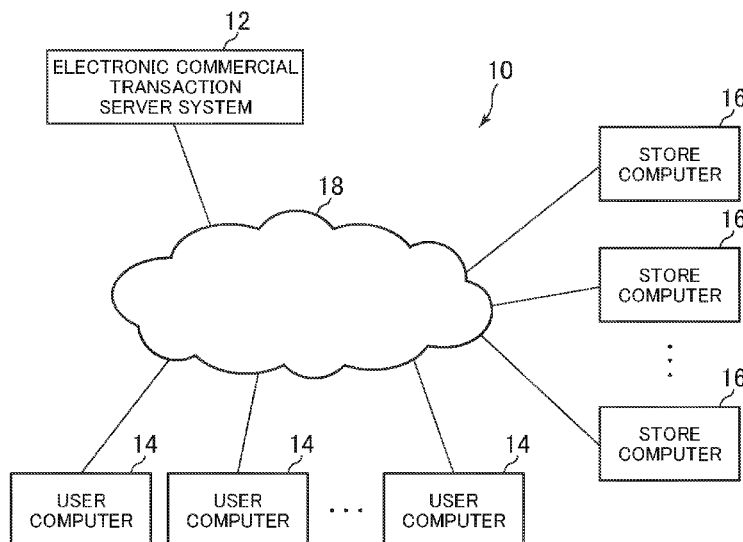 12
ELECTRONIC COMMERCIAL
TRANSACTION
SERVER SYSTEM
10
16
STORE
COMPUTER
18
16
STORE
COMPUTER
16
STORE
COMPUTER
14
USER
COMPUTER
14
USER
COMPUTER
...
14
USER
COMPUTER